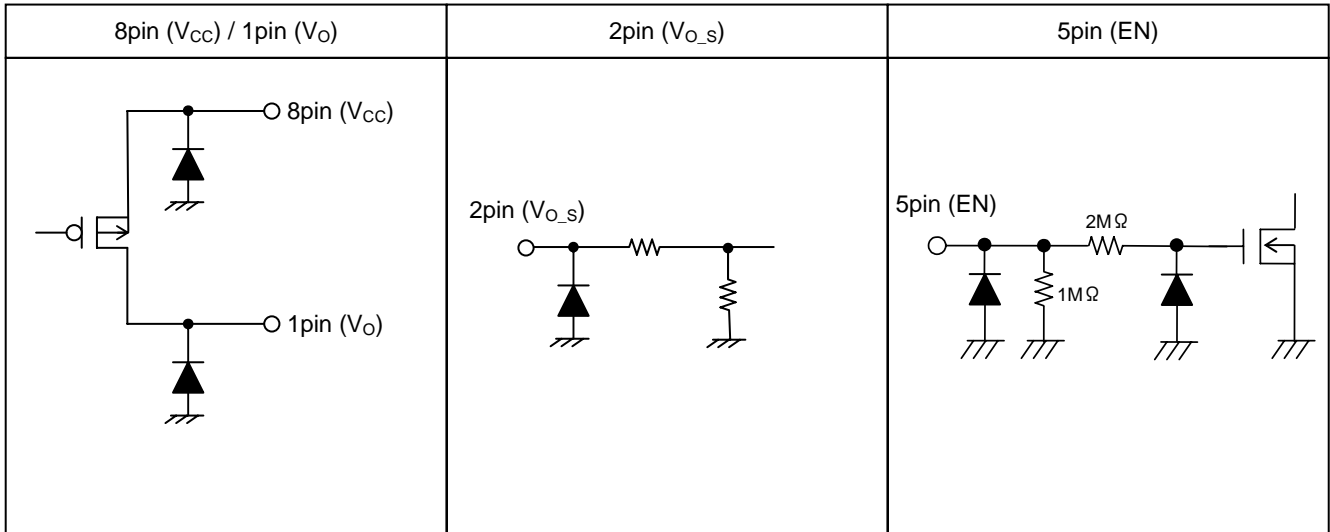 8pin (VCC) / 1pin (VO)
2pin (VO_S)
5pin (EN)
8pin (VCC)
1pin (VO)
2pin (VO_S)
5pin (EN)
2MΩ
1MΩ